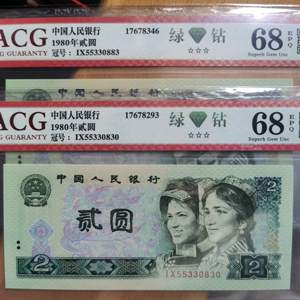 ACG
G GUARANTY
中国人民银行
1980年贰圆
冠号：IX55330883
17678346
绿 钻
☆☆☆
68 EPQ
Superb Gem Unc
ACG
NG GUARANTY
中国人民银行
1980年贰圆
冠号：IX55330830
17678293
绿 钻
☆☆☆
68 EPQ
Superb Gem Unc
中国人民银行
贰圆
2
2
IX55330830